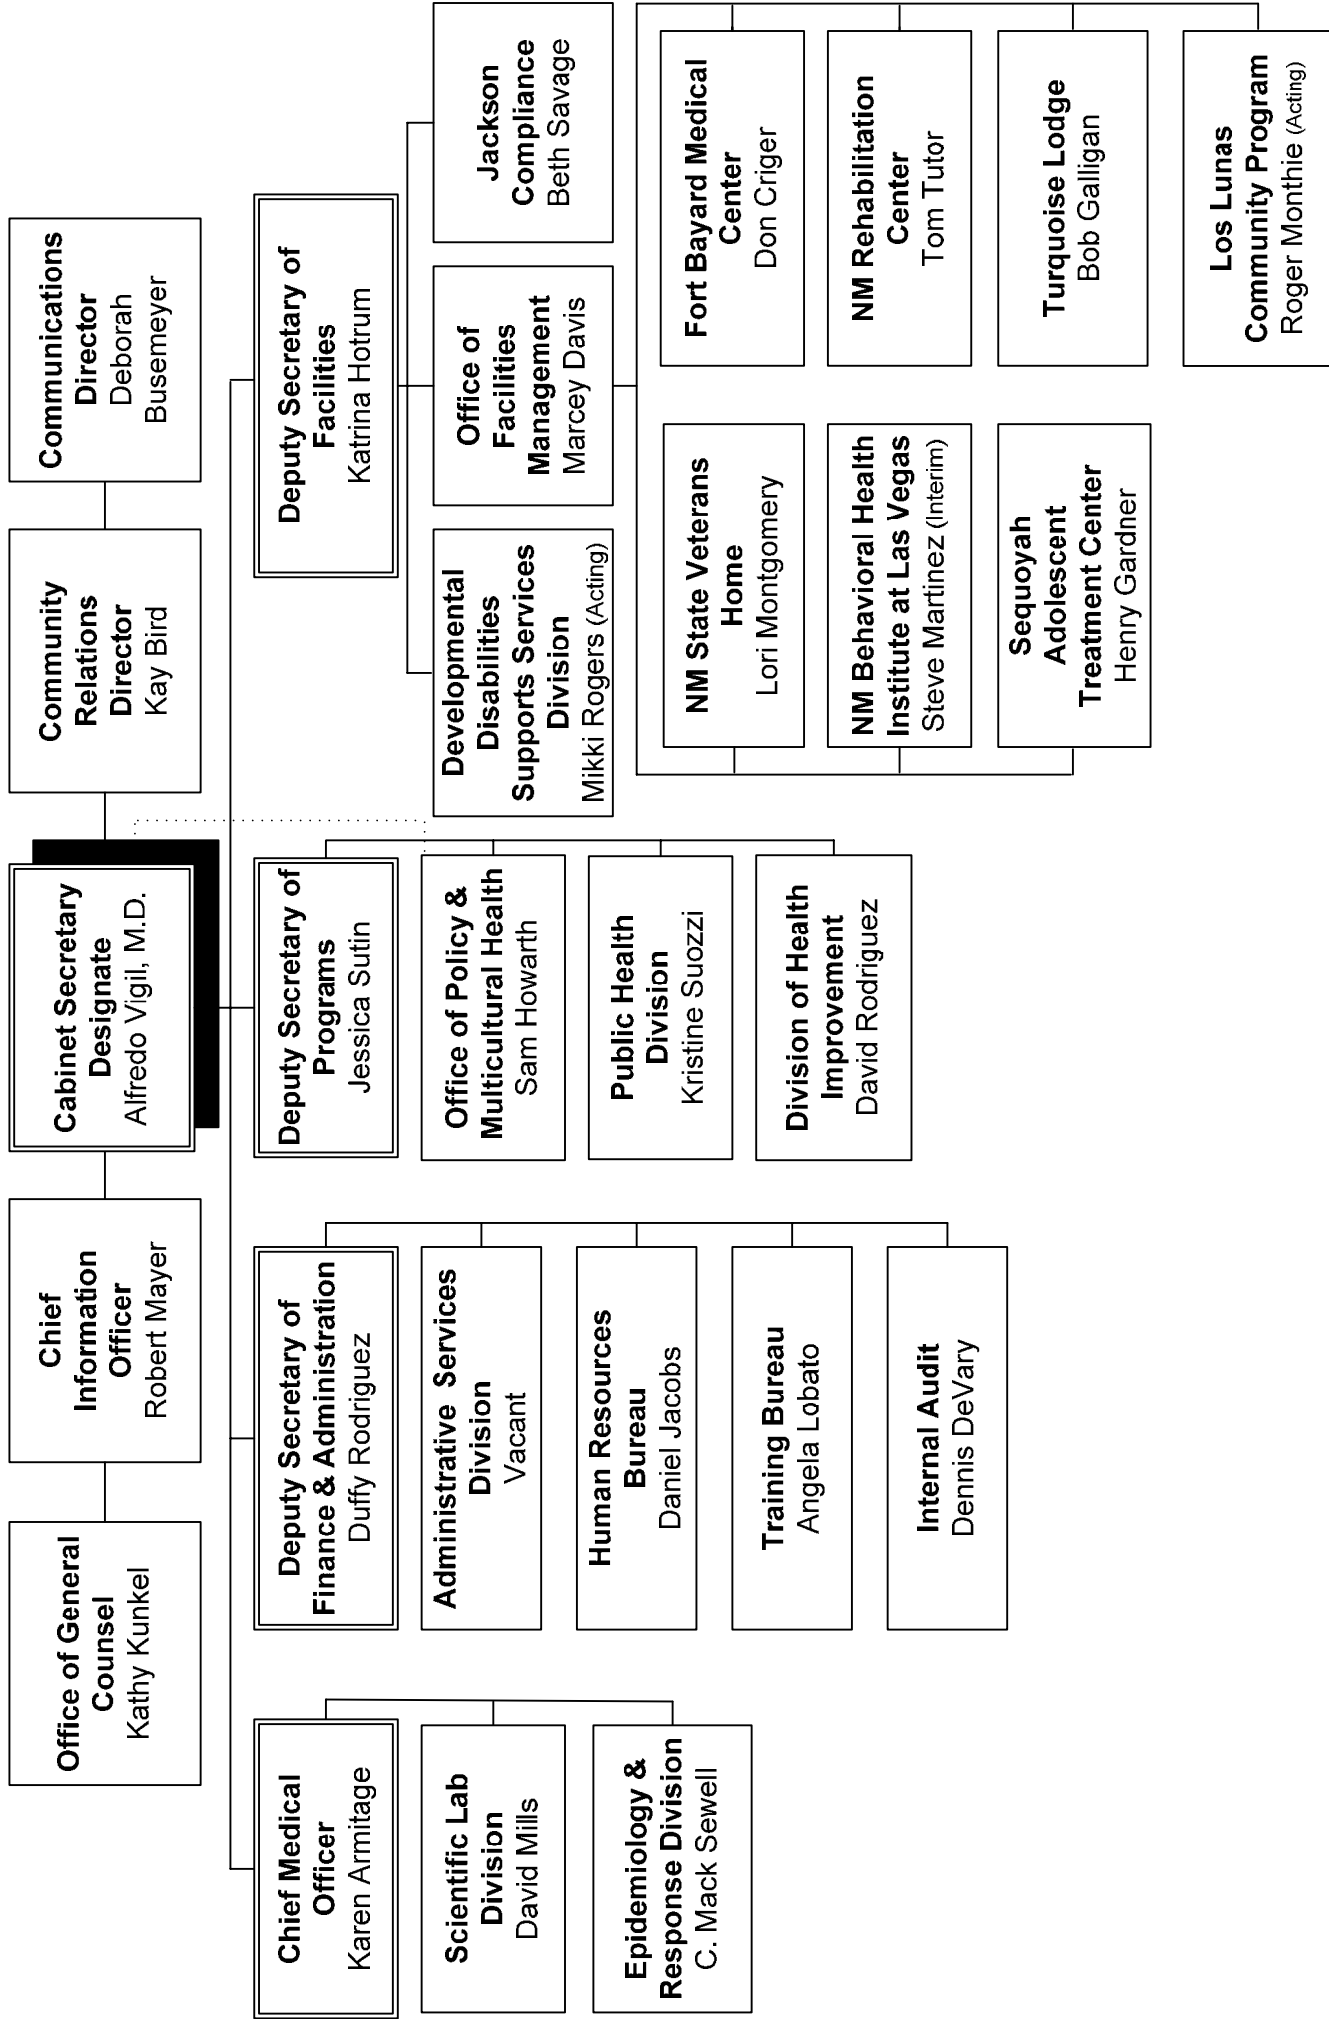 Office of General
Counsel
Kathy Kunkel
Chief
Information
Officer
Robert Mayer
Cabinet Secretary
Designate
Alfredo Vigil, M.D.
Community
Relations
Director
Kay Bird
Communications
Director
Deborah
Busemeyer
Chief Medical
Officer
Karen Armitage
Scientific Lab
Division
David Mills
Epidemiology &
Response Division
C. Mack Sewell
Deputy Secretary of
Finance & Administration
Duffy Rodriguez
Administrative Services
Division
Vacant
Human Resources
Bureau
Daniel Jacobs
Training Bureau
Angela Lobato
Internal Audit
Dennis DeVary
Deputy Secretary of
Programs
Jessica Sutin
Office of Policy &
Multicultural Health
Sam Howarth
Public Health
Division
Kristine Suozzi
Division of Health
Improvement
David Rodriguez
Deputy Secretary of
Facilities
Katrina Hotrum
Developmental
Disabilities
Supports Services
Division
Mikki Rogers (Acting)
Office of
Facilities
Management
Marcey Davis
Jackson
Compliance
Beth Savage
NM State Veterans
Home
Lori Montgomery
NM Behavioral Health
Institute at Las Vegas
Steve Martinez (Interim)
Sequoyah
Adolescent
Treatment Center
Henry Gardner
Fort Bayard Medical
Center
Don Criger
NM Rehabilitation
Center
Tom Tutor
Turquoise Lodge
Bob Galligan
Los Lunas
Community Program
Roger Monthie (Acting)